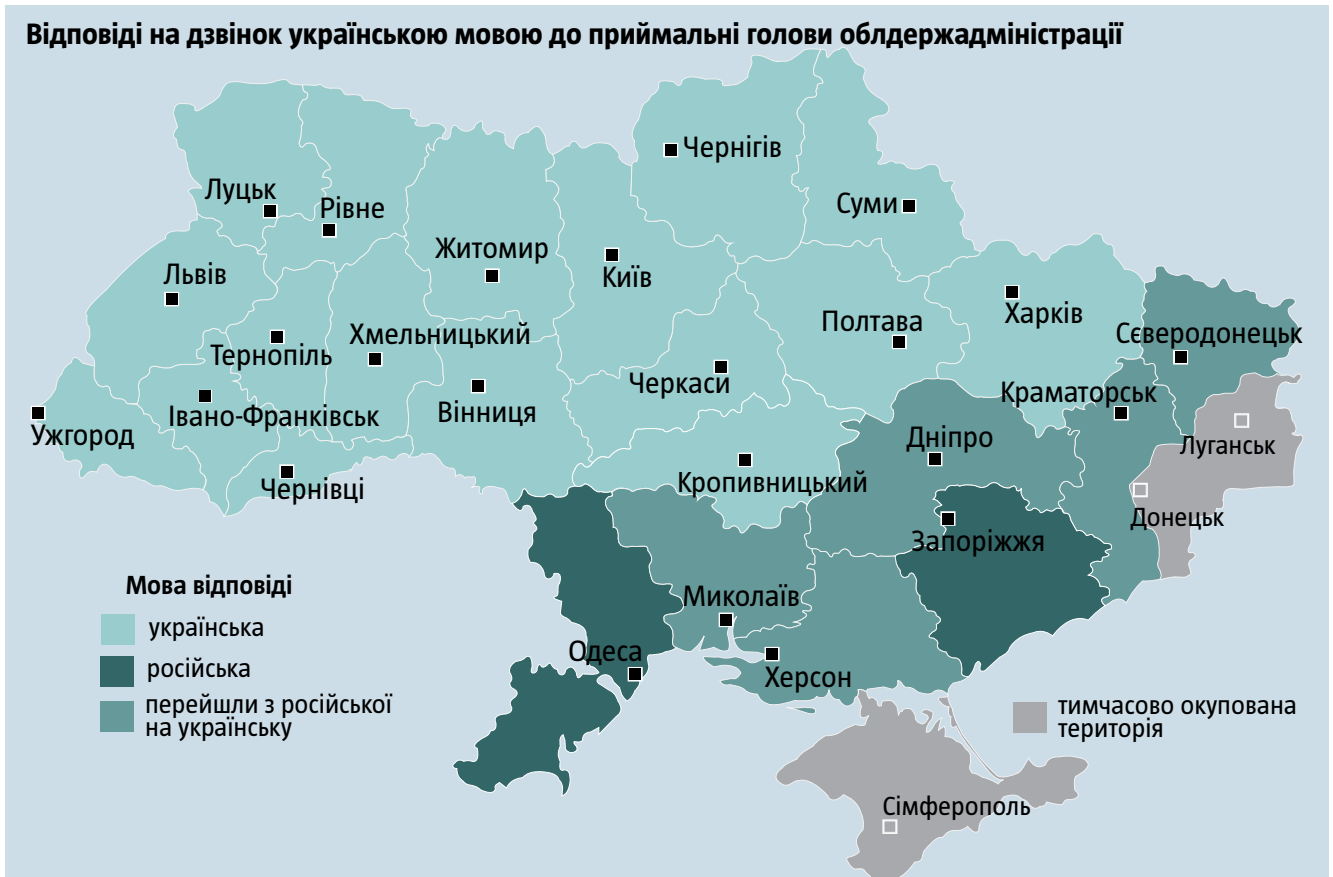 Відповіді на дзвінок українською мовою до приймальні голови облдержадміністрації
Чернігів
Луцьк
Рівне
Суми
Житомир
Київ
Львів
Харків
Полтава
Хмельницький
Сєверодонецьк
Тернопіль
Черкаси
Краматорськ
Івано-Франківськ
Вінниця
Ужгород
Дніпро
Луганськ
Кропивницький
Чернівці
Донецьк
Запоріжжя
Миколаїв
Одеса
Херсон
Сімферополь
Мова відповіді
українська
російська
перейшли з російської
на українську
тимчасово окупована
територія